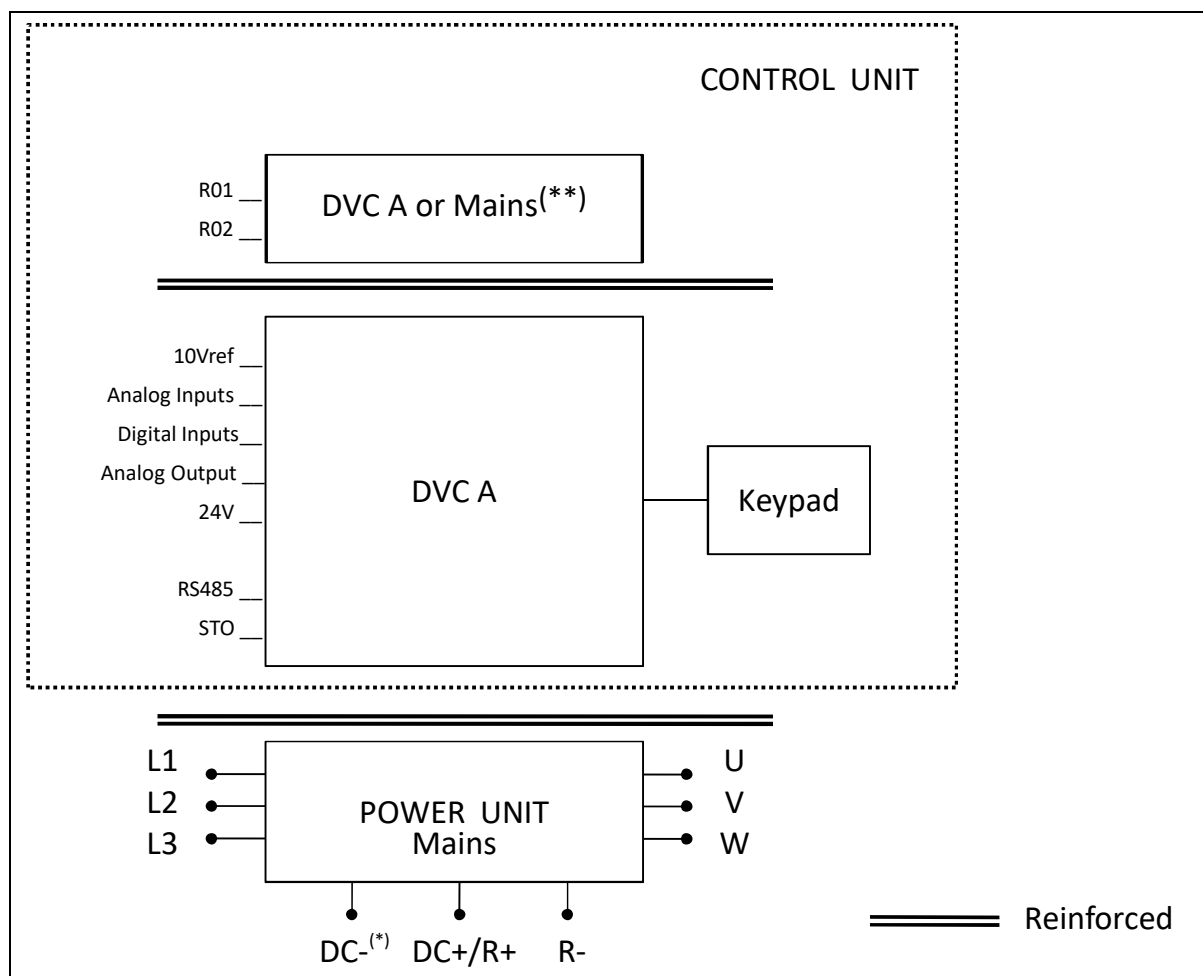 CONTROL UNIT
R01
DVC A or Mains(**)
R02
10Vref
Analog Inputs
Digital Inputs
Analog Output
DVC A
Keypad
24V
RS485
STO
L1
U
L2
POWER UNIT
V
L3
Mains
W
DC-(*)
DC+/R+
R-
Reinforced